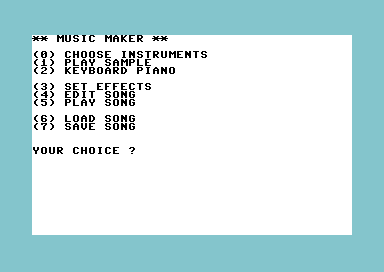 ** MUSIC MAKER **
(0) CHOOSE INSTRUMENTS
(1) PLAY SAMPLE
(2) KEYBOARD PIANO
(3) SET EFFECTS
(4) EDIT SONG
(5) PLAY SONG
(6) LOAD SONG
(7) SAVE SONG
YOUR CHOICE ?